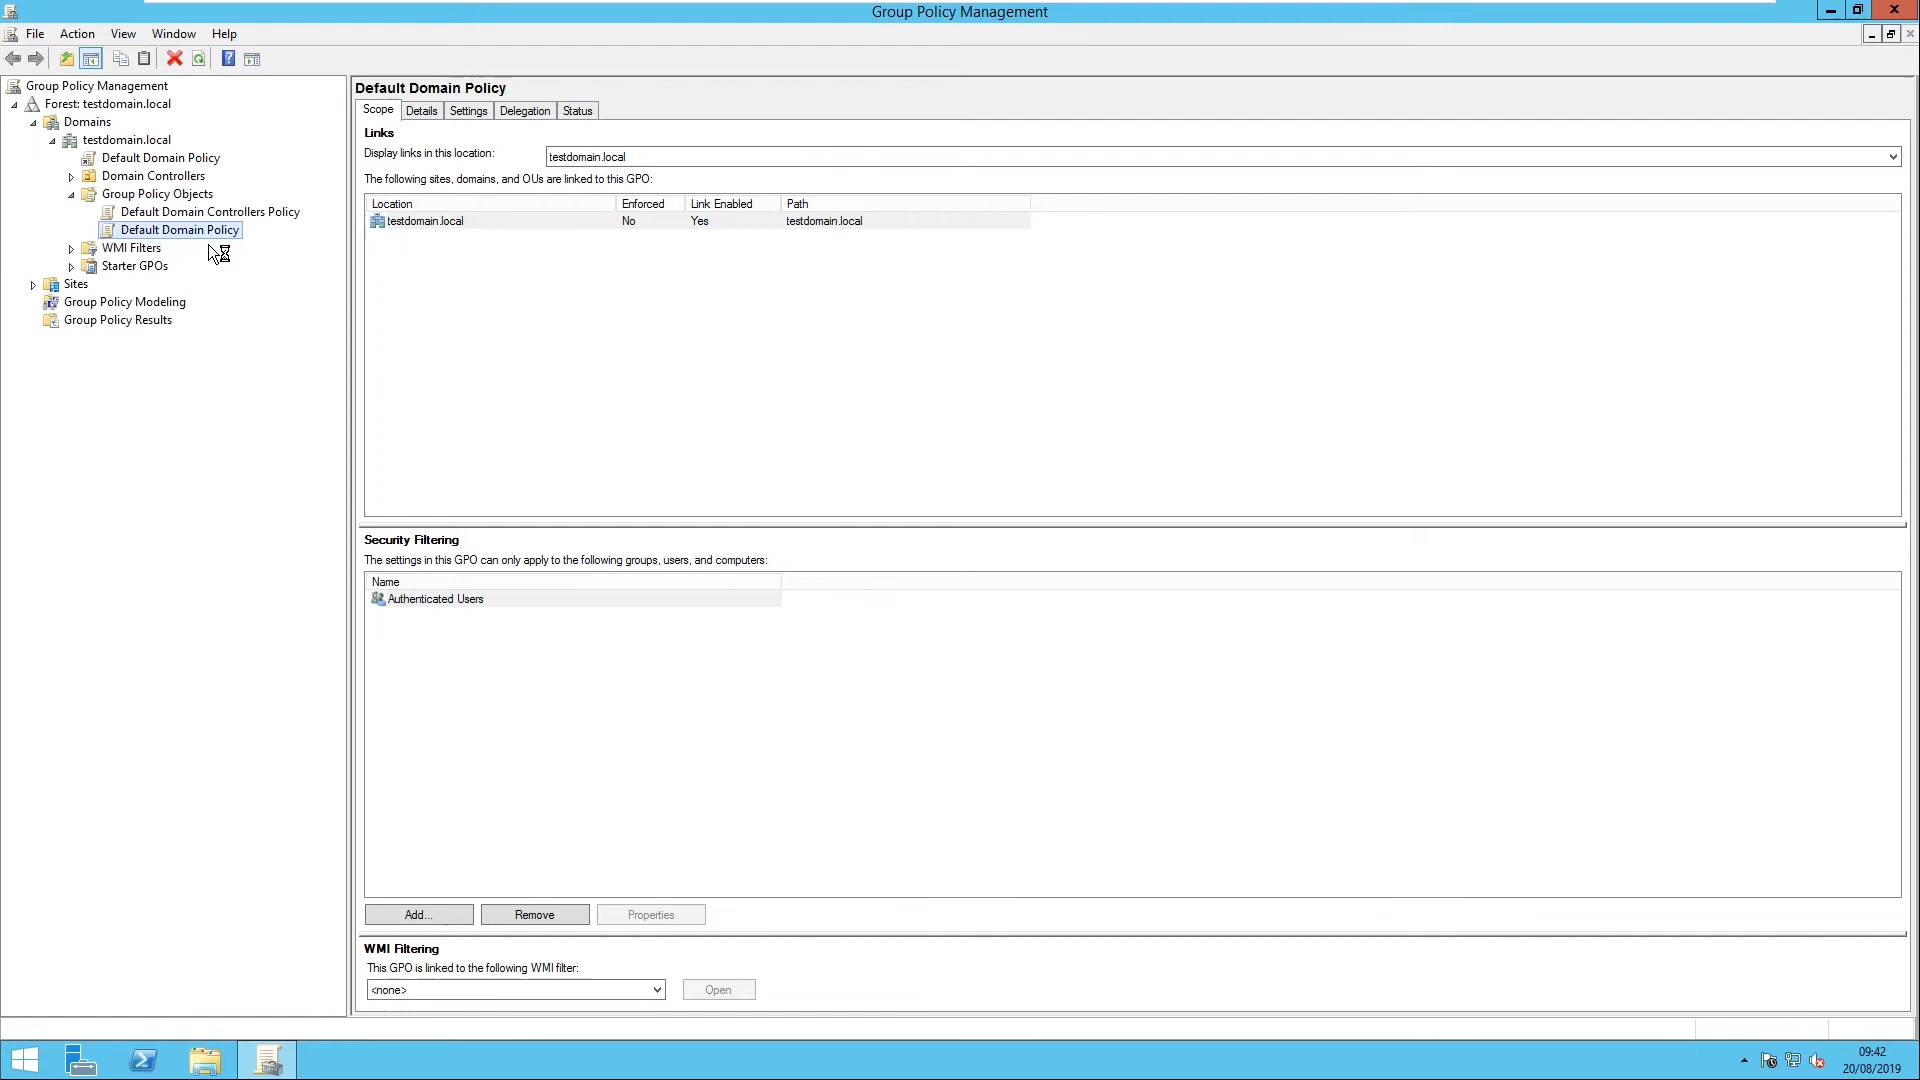 Group Policy Management
File Action View Window Help
Group Policy Management
Forest: testdomain.local
Domains
testdomain.local
Default Domain Policy
Domain Controllers
Group Policy Objects
Default Domain Controllers Policy
Default Domain Policy
WMI Filters
Starter GPOs
Sites
Group Policy Modeling
Group Policy Results
Default Domain Policy
Scope Details Settings Delegation Status
Links
Display links in this location: testdomain.local
The following sites, domains, and OUs are linked to this GPO:
Location Enforced Link Enabled Path
testdomain.local No Yes testdomain.local
Security Filtering
The settings in this GPO can only apply to the following groups, users, and computers:
Name
Authenticated Users
Add... Remove Properties
WMI Filtering
This GPO is linked to the following WMI filter:
<none> Open
09:42
20/08/2019